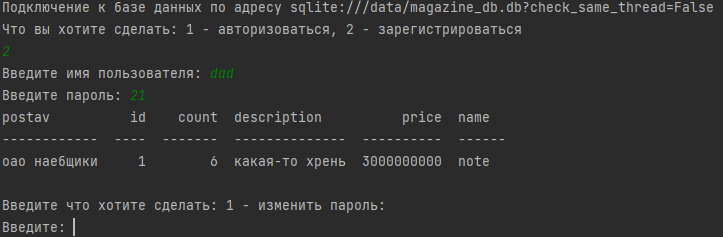 Подключение к базе данных по адресу sqlite:///data/magazine_db.db?check_same_thread=False
Что вы хотите сделать: 1 - авторизоваться, 2 - зарегистрироваться
2
Введите имя пользователя: dad
Введите пароль: 21
postav id count description price name
------------ ---- ------- -------------- ---------- ------
оао наебщики 1 6 какая-то хрень 3000000000 note
Введите что хотите сделать: 1 - изменить пароль:
Введите: